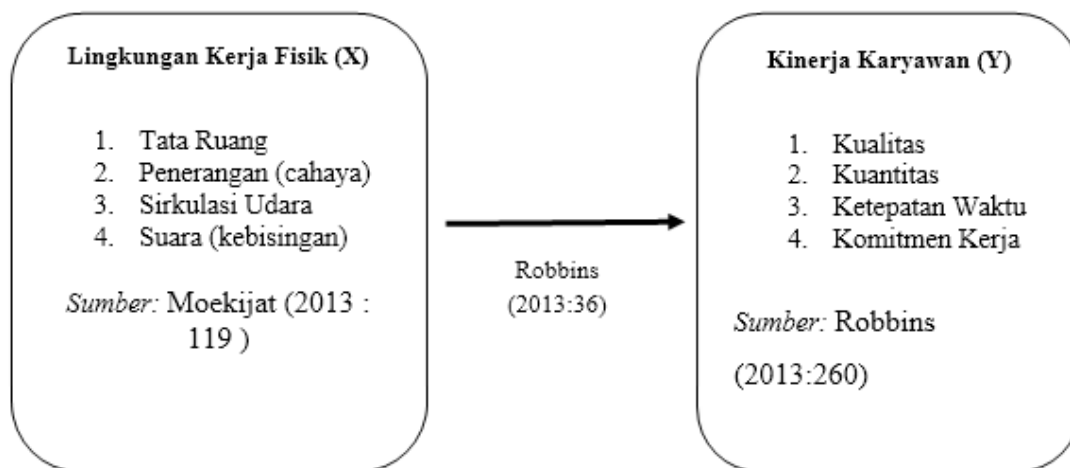 Lingkungan Kerja Fisik (X)
1. Tata Ruang
2. Penerangan (cahaya)
3. Sirkulasi Udara
4. Suara (kebisingan)
Sumber: Moekijat (2013 :
119 )
Robbins
(2013:36)
Kinerja Karyawan (Y)
1. Kualitas
2. Kuantitas
3. Ketepatan Waktu
4. Komitmen Kerja
Sumber: Robbins
(2013:260)